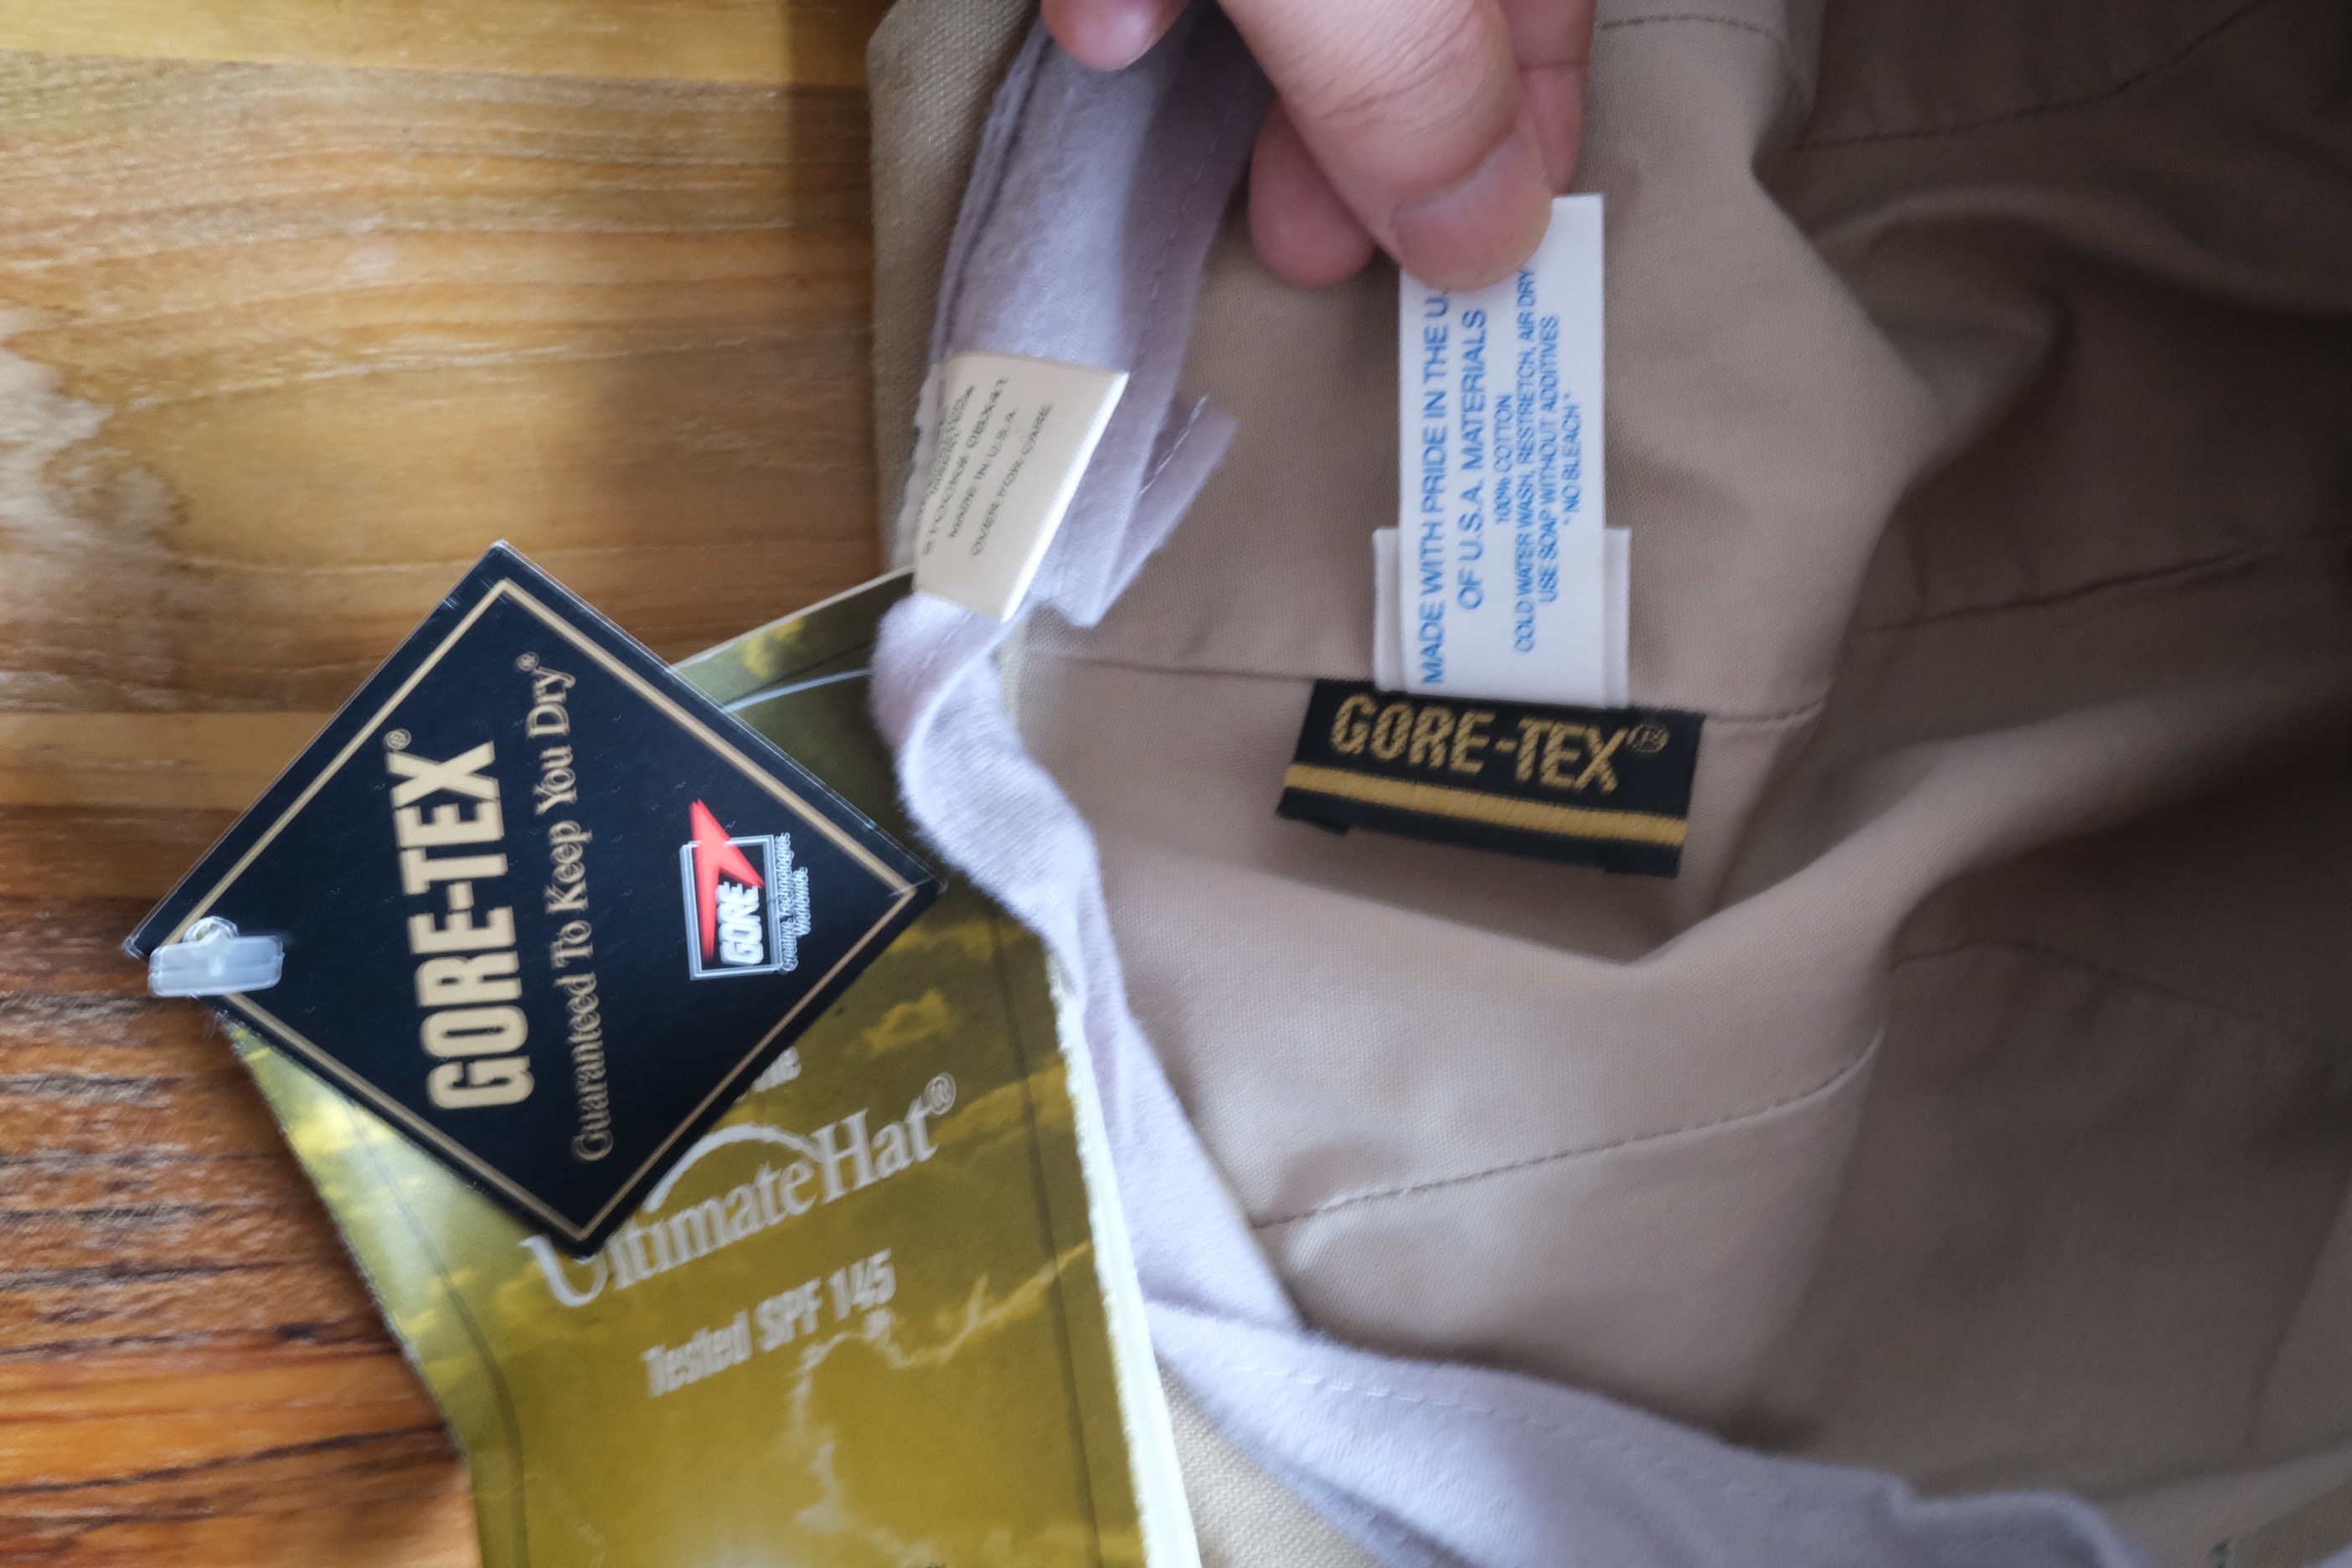 GORE-TEX®
Guaranteed To Keep You Dry®
GORE
Creative Technologies
Worldwide
UltimateHat®
Tested SPF 1/45
MADE IN U.S.A
OVER FOR CARE
MADE WITH PRIDE IN THE U.
OF U.S.A. MATERIALS
100% COTTON
COLD WATER WASH, RESTRETCH, AIR DRY
USE SOAP WITHOUT ADDITIVES
"NO BLEACH"
GORE-TEX®